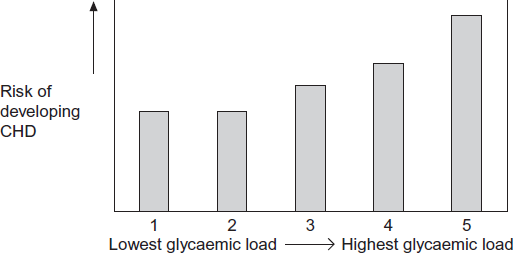 Risk of
developing
CHD
1 2 3 4 5
Lowest glycaemic load → Highest glycaemic load